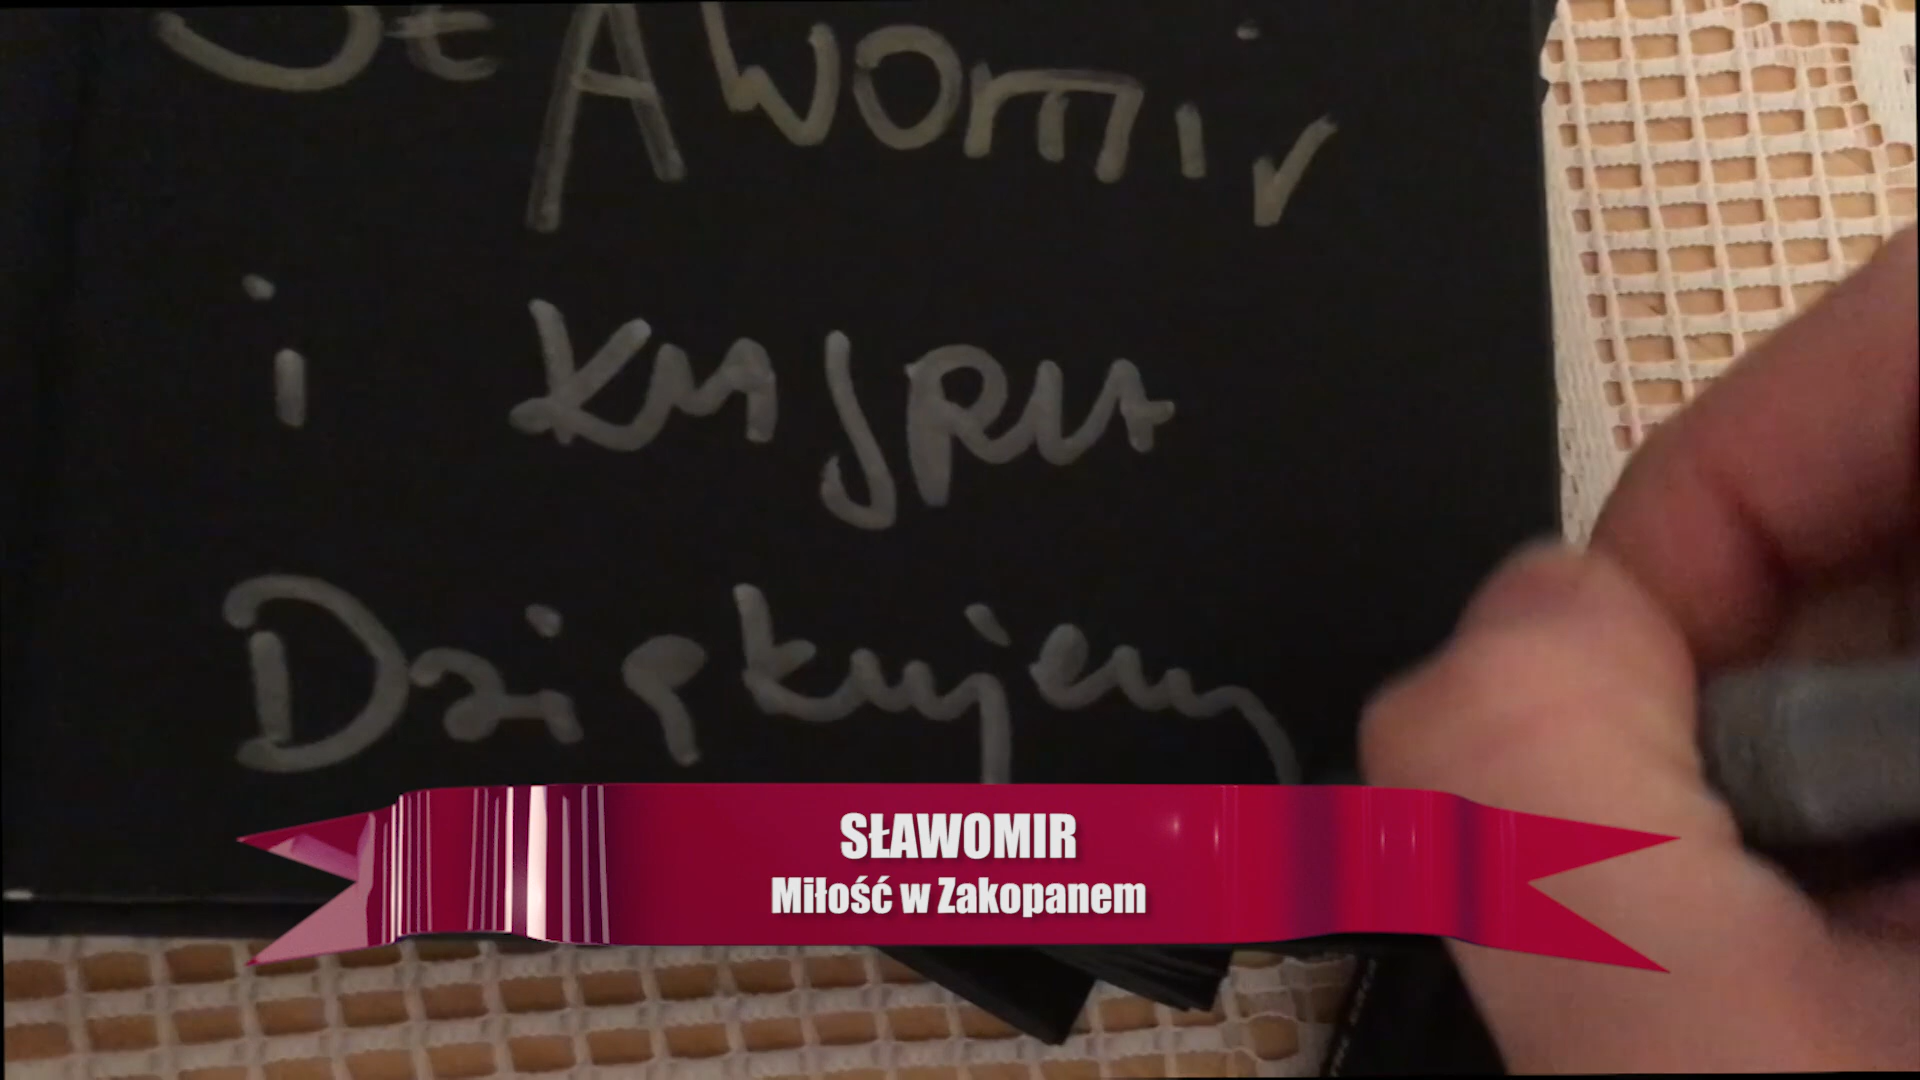 SŁAWOMIR
i KAJRA
Dziękujemy
SŁAWOMIR
Miłość w Zakopanem